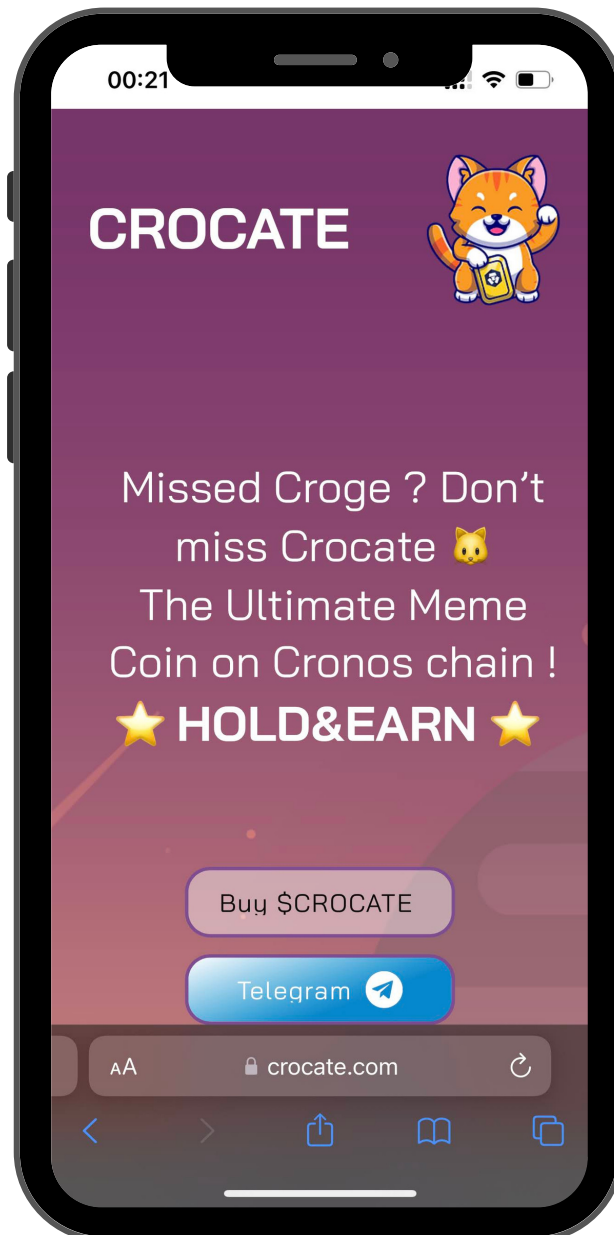 00:21
CROCATE
Missed Croge ? Don't
miss Crocate 🐱
The Ultimate Meme
Coin on Cronos chain !
⭐ HOLD&EARN ⭐
Buy $CROCATE
Telegram
AA
crocate.com